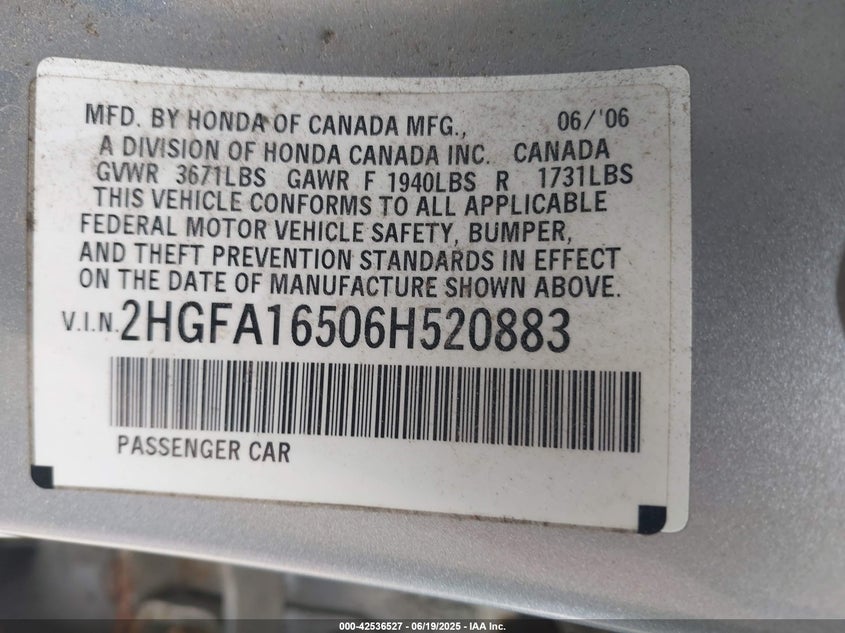 MFD. BY HONDA OF CANADA MFG., 06/'06
A DIVISION OF HONDA CANADA INC. CANADA
GVWR 3671LBS GAWR F 1940LBS R 1731LBS
THIS VEHICLE CONFORMS TO ALL APPLICABLE
FEDERAL MOTOR VEHICLE SAFETY, BUMPER,
AND THEFT PREVENTION STANDARDS IN EFFECT
ON THE DATE OF MANUFACTURE SHOWN ABOVE.
V.I.N. 2HGFA16506H520883
PASSENGER CAR
000-42536527 - 06/19/2025 - IAA Inc.